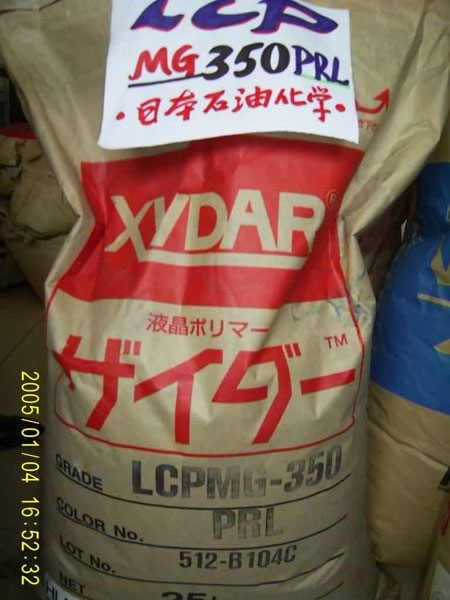 LCP
MG350PRL
・日本石油化学・
XYDAR®
液晶ポリマー
ザイダー™
GRADE LCPMG-350
COLOR No. PRL
LOT No. 512-B104C
NET
2005/01/04 16:52:32